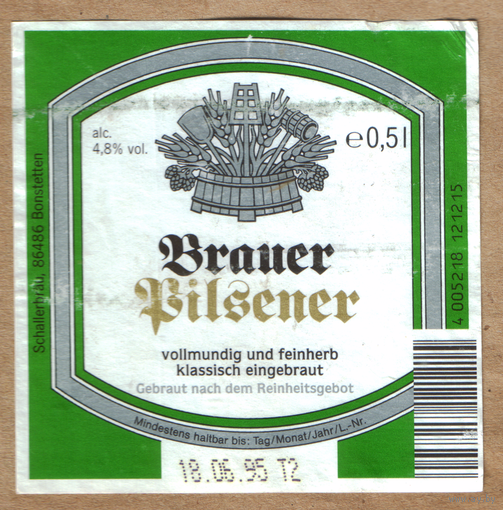 alc.
4,8% vol.
e 0,5l
Schallerbräu, 86486 Bonstetten
Brauer
Pilsener
vollmundig und feinherb
klassisch eingebraut
Gebraut nach dem Reinheitsgebot
Mindestens haltbar bis: Tag/Monat/Jahr/L.-Nr.
18.06.95 T2
4 005218 121215